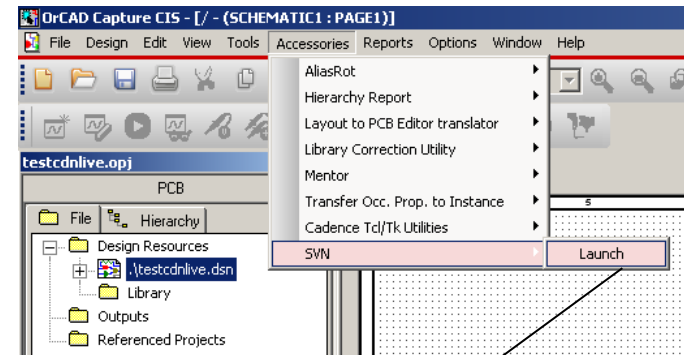 OrCAD Capture CIS - [/ - (SCHEMATIC1 : PAGE1)]
File Design Edit View Tools Accessories Reports Options Window Help
AliasRot
Hierarchy Report
Layout to PCB Editor translator
Library Correction Utility
Mentor
Transfer Occ. Prop. to Instance
Cadence Tcl/Tk Utilities
SVN
Launch
testcdnlive.opj
PCB
File Hierarchy
Design Resources
.\testcdnlive.dsn
Library
Outputs
Referenced Projects
5